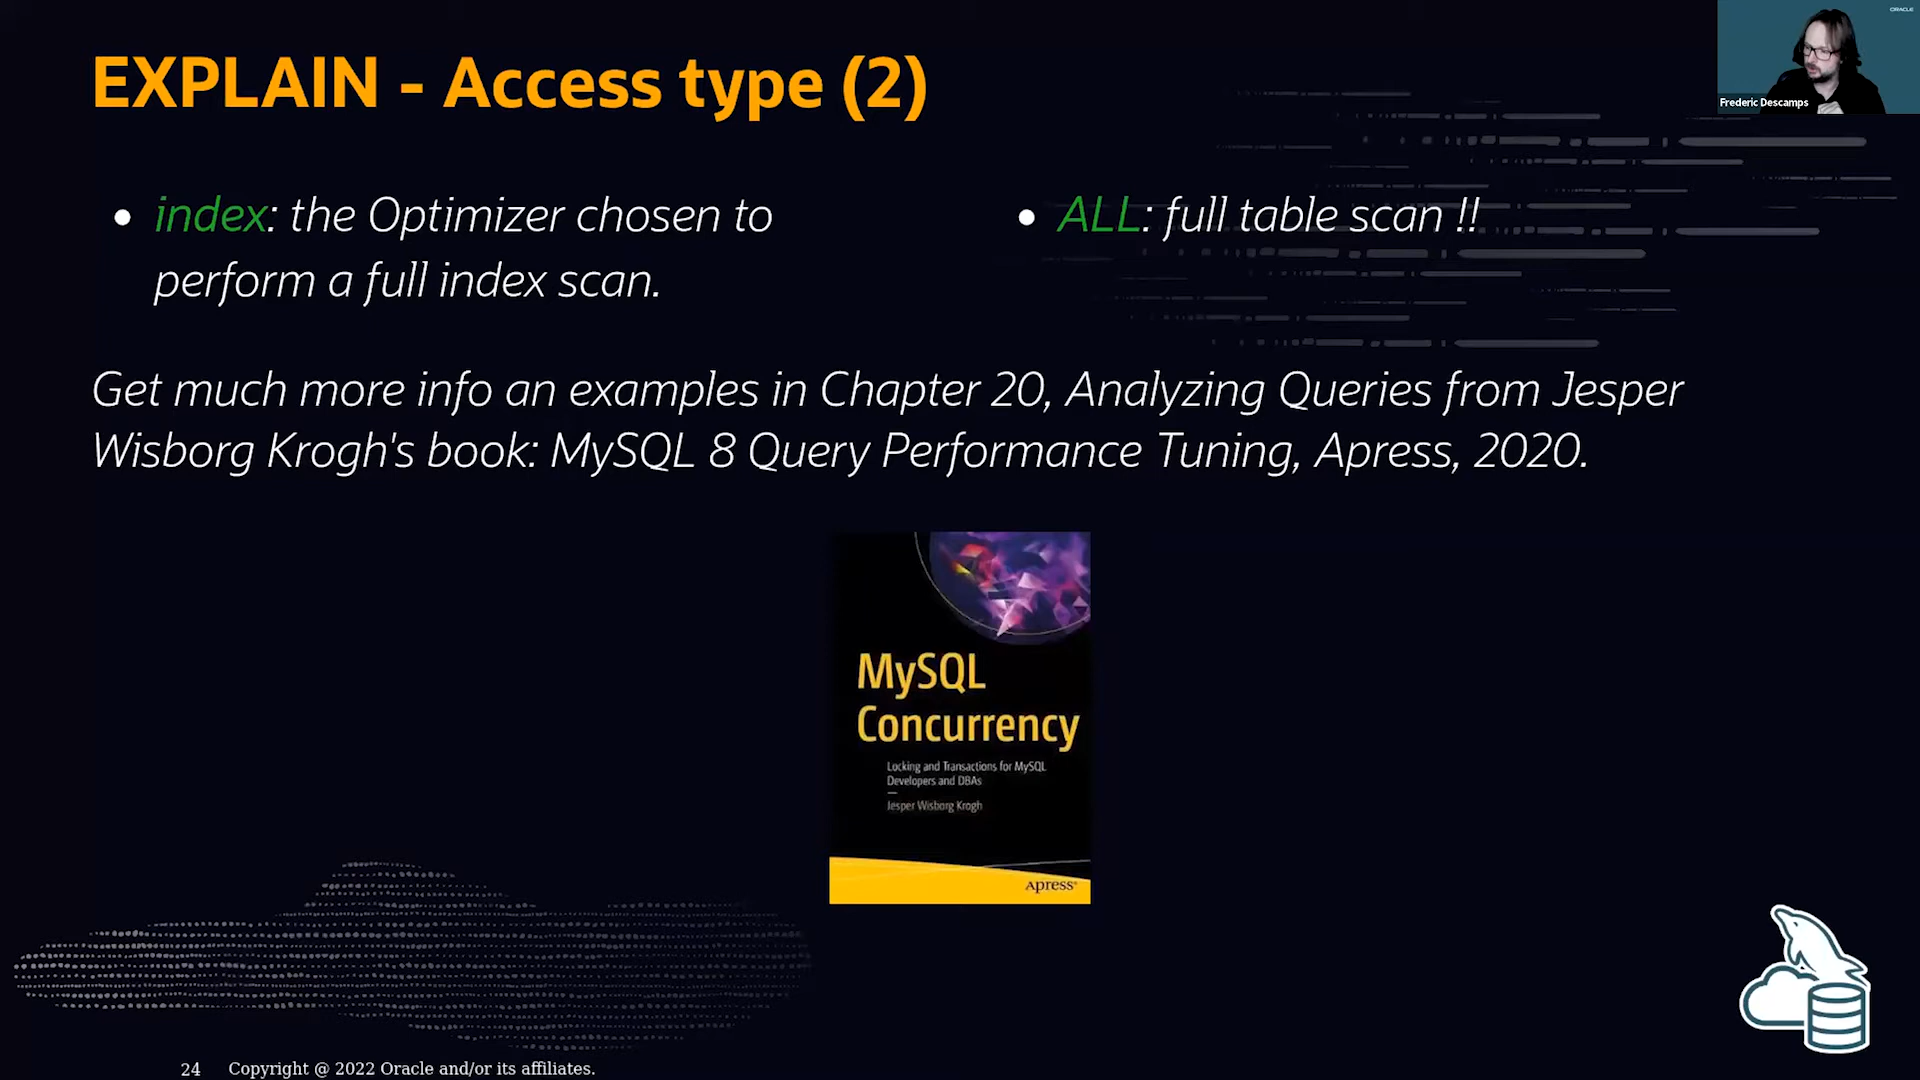 EXPLAIN - Access type (2)
ORACLE
Frederic Descamps
• index: the Optimizer chosen to
perform a full index scan.
• ALL: full table scan !!
Get much more info an examples in Chapter 20, Analyzing Queries from Jesper
Wisborg Krogh's book: MySQL 8 Query Performance Tuning, Apress, 2020.
MySQL
Concurrency
Locking and Transactions for MySQL
Developers and DBAs
—
Jesper Wisborg Krogh
Apress®
24 Copyright @ 2022 Oracle and/or its affiliates.